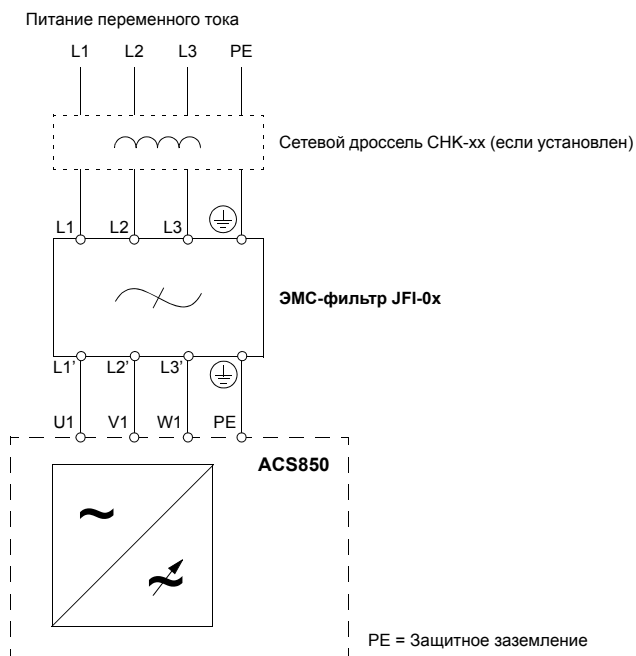 Питание переменного тока
L1 L2 L3 PE
Сетевой дроссель CHK-xx (если установлен)
L1 L2 L3
ЭМС-фильтр JFI-0x
L1’ L2’ L3’
U1 V1 W1 PE
ACS850
PE = Защитное заземление